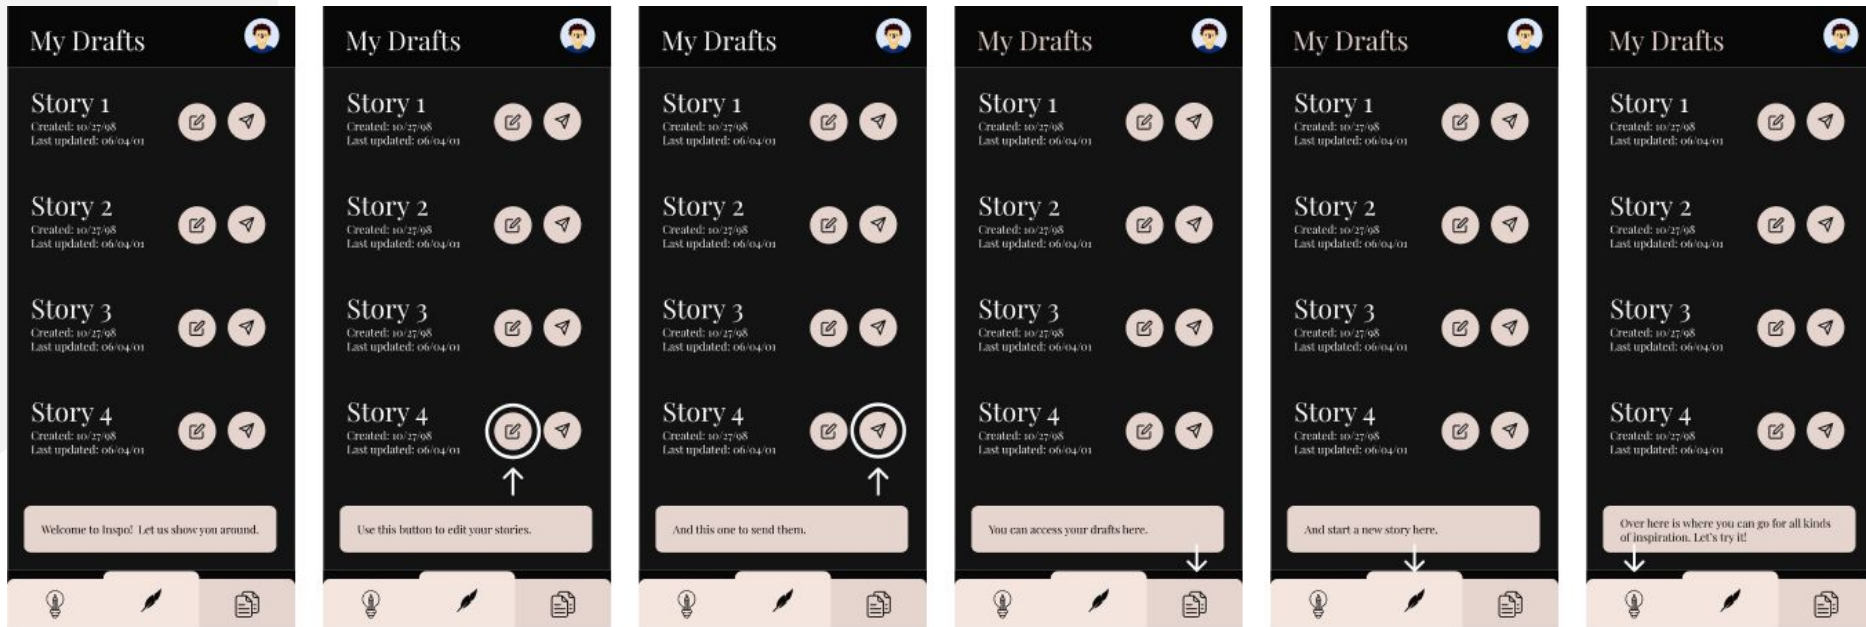 My Drafts
Story 1
Created: 10/27/98
Last updated: 06/04/01
Story 2
Created: 10/27/98
Last updated: 06/04/01
Story 3
Created: 10/27/98
Last updated: 06/04/01
Story 4
Created: 10/27/98
Last updated: 06/04/01
Welcome to Inspo! Let us show you around.
My Drafts
Story 1
Created: 10/27/98
Last updated: 06/04/01
Story 2
Created: 10/27/98
Last updated: 06/04/01
Story 3
Created: 10/27/98
Last updated: 06/04/01
Story 4
Created: 10/27/98
Last updated: 06/04/01
Use this button to edit your stories.
My Drafts
Story 1
Created: 10/27/98
Last updated: 06/04/01
Story 2
Created: 10/27/98
Last updated: 06/04/01
Story 3
Created: 10/27/98
Last updated: 06/04/01
Story 4
Created: 10/27/98
Last updated: 06/04/01
And this one to send them.
My Drafts
Story 1
Created: 10/27/98
Last updated: 06/04/01
Story 2
Created: 10/27/98
Last updated: 06/04/01
Story 3
Created: 10/27/98
Last updated: 06/04/01
Story 4
Created: 10/27/98
Last updated: 06/04/01
You can access your drafts here.
My Drafts
Story 1
Created: 10/27/98
Last updated: 06/04/01
Story 2
Created: 10/27/98
Last updated: 06/04/01
Story 3
Created: 10/27/98
Last updated: 06/04/01
Story 4
Created: 10/27/98
Last updated: 06/04/01
And start a new story here.
My Drafts
Story 1
Created: 10/27/98
Last updated: 06/04/01
Story 2
Created: 10/27/98
Last updated: 06/04/01
Story 3
Created: 10/27/98
Last updated: 06/04/01
Story 4
Created: 10/27/98
Last updated: 06/04/01
Over here is where you can go for all kinds
of inspiration. Let's try it!